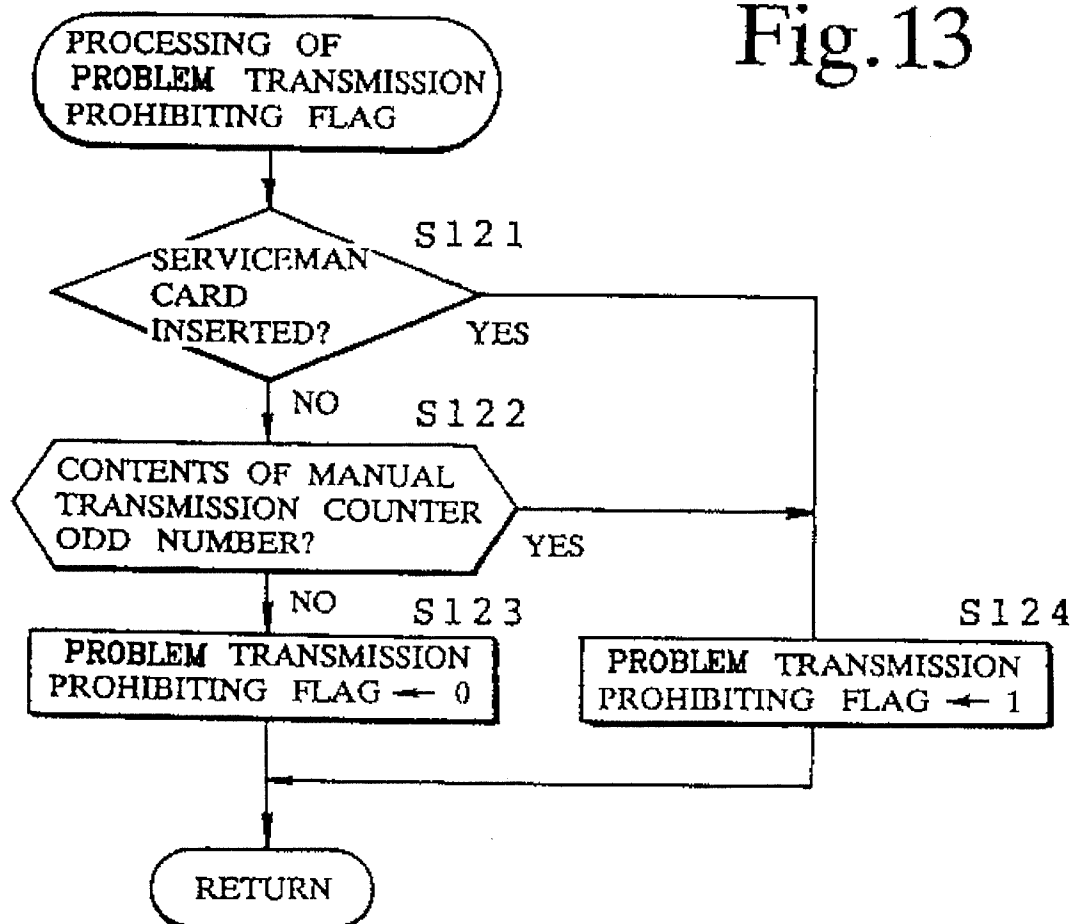 Fig.13
PROCESSING OF
PROBLEM TRANSMISSION
PROHIBITING FLAG
S121
SERVICEMAN
CARD
INSERTED?
YES
NO
S122
CONTENTS OF MANUAL
TRANSMISSION COUNTER
ODD NUMBER?
YES
NO
S123
PROBLEM TRANSMISSION
PROHIBITING FLAG ← 0
S124
PROBLEM TRANSMISSION
PROHIBITING FLAG ← 1
RETURN